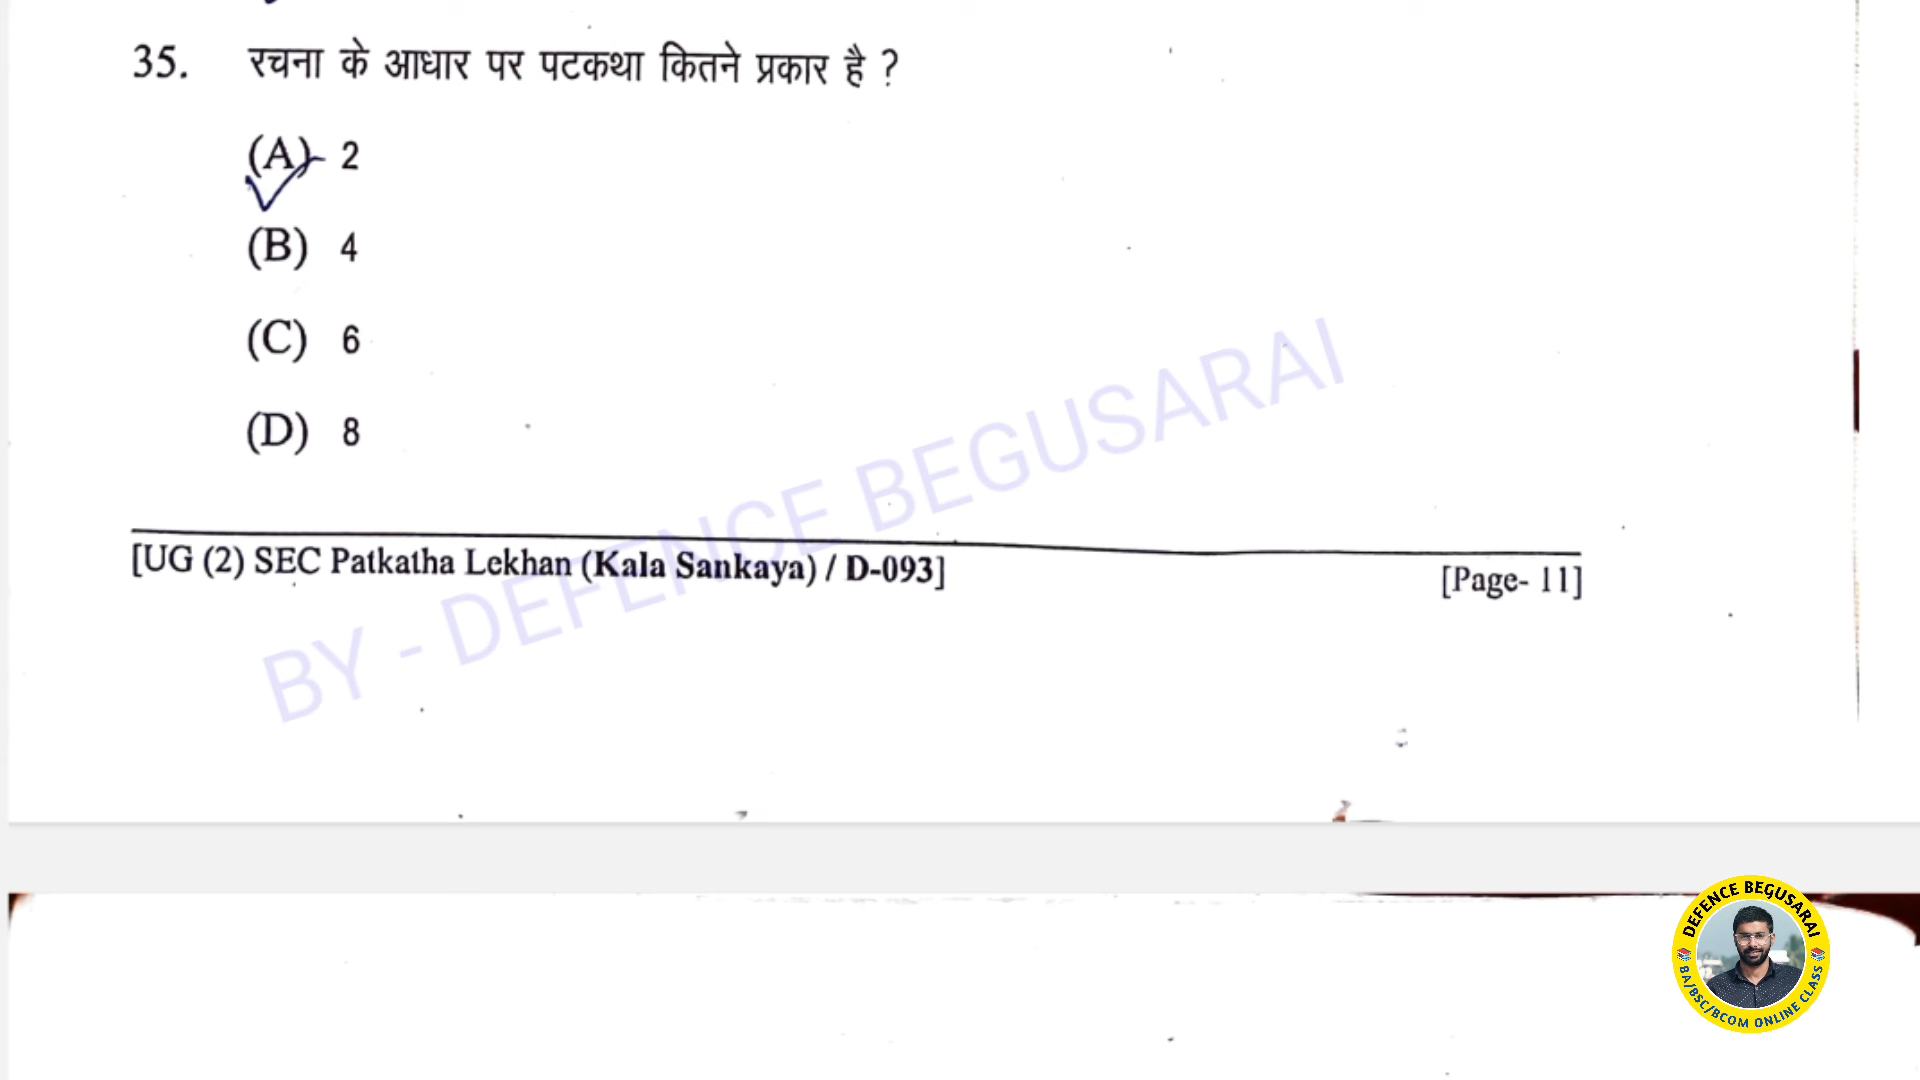 35. रचना के आधार पर पटकथा कितने प्रकार है ?
(A) 2
(B) 4
(C) 6
(D) 8
BY - DEFENCE BEGUSARAI
[UG (2) SEC Patkatha Lekhan (Kala Sankaya) / D-093] [Page- 11]
DEFENCE BEGUSARAI
BA/BSC/BCOM ONLINE CLASS